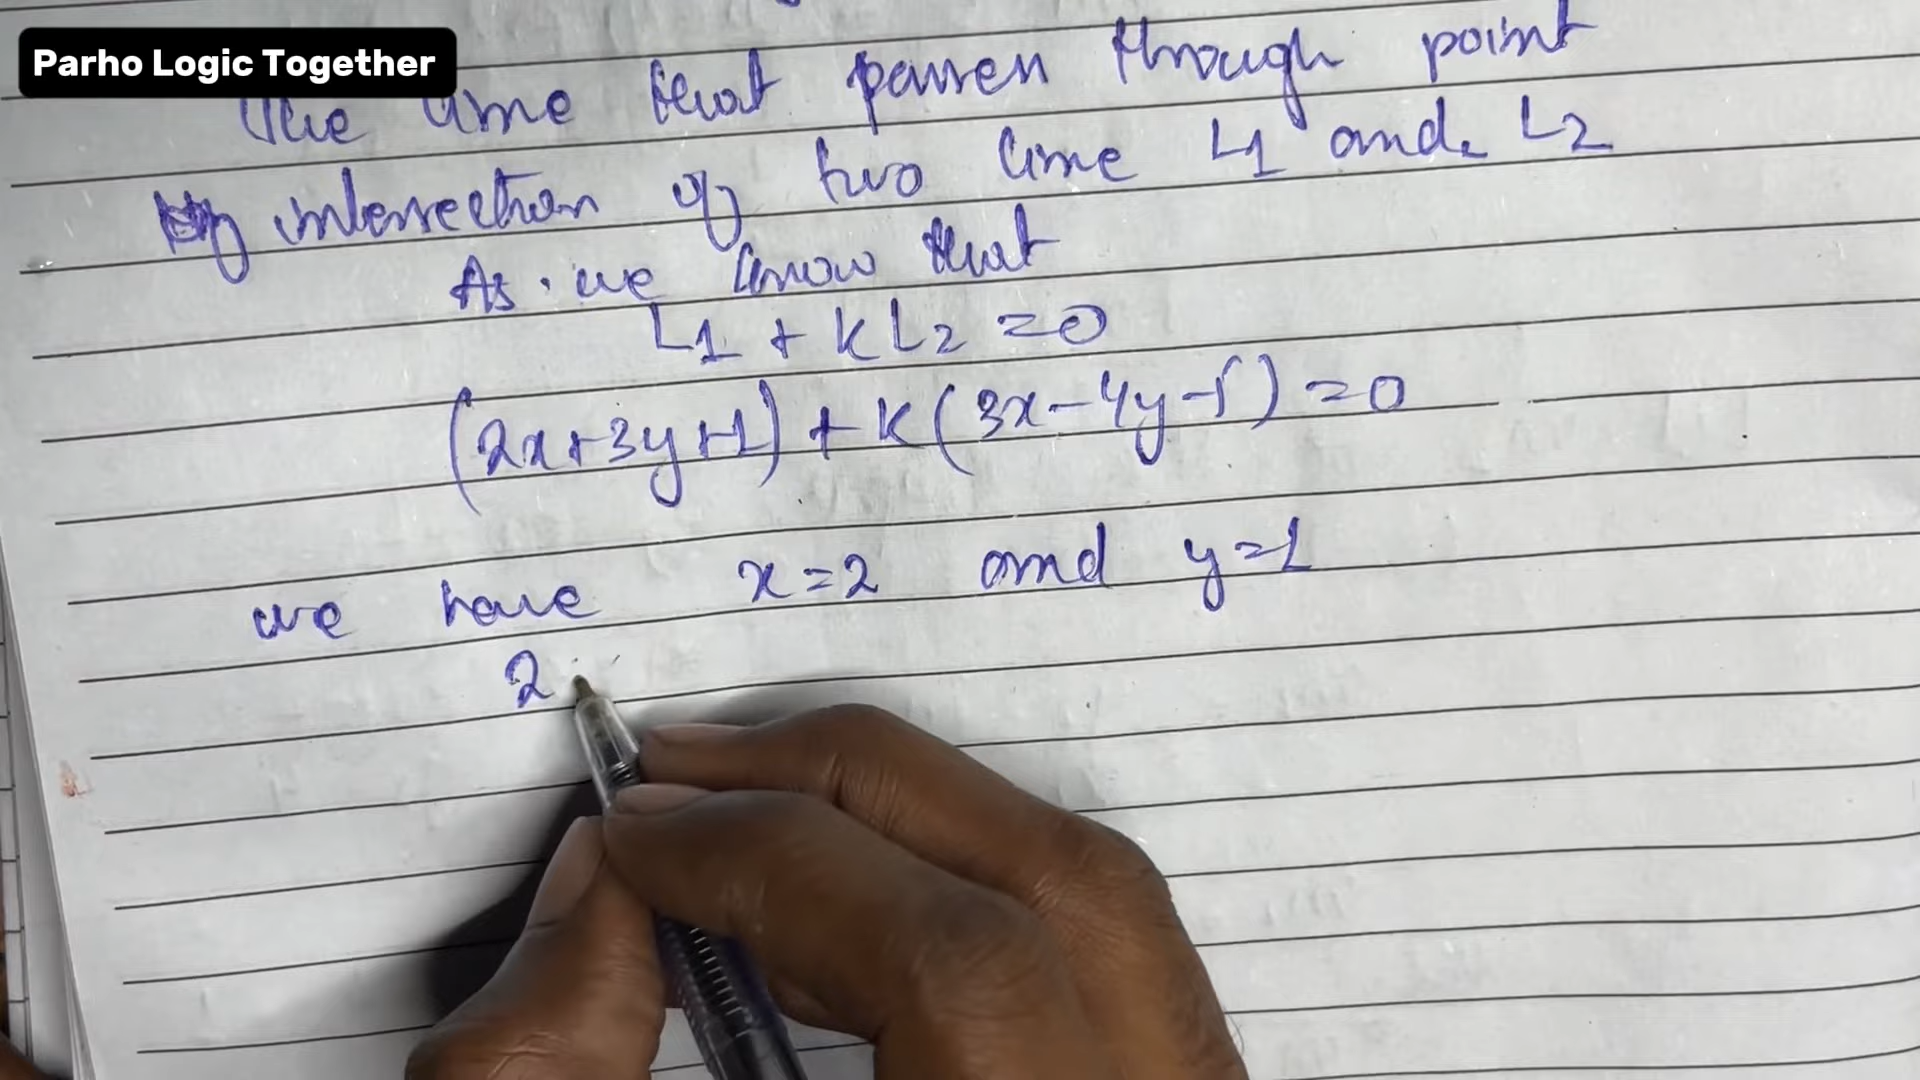 Parho Logic Together
The line that passes through point
intersection of two line L1 and L2
As we know that
L1 + KL2 = 0
(2x+3y+1) + K(3x-4y-5) = 0
we have x=2 and y=1
2